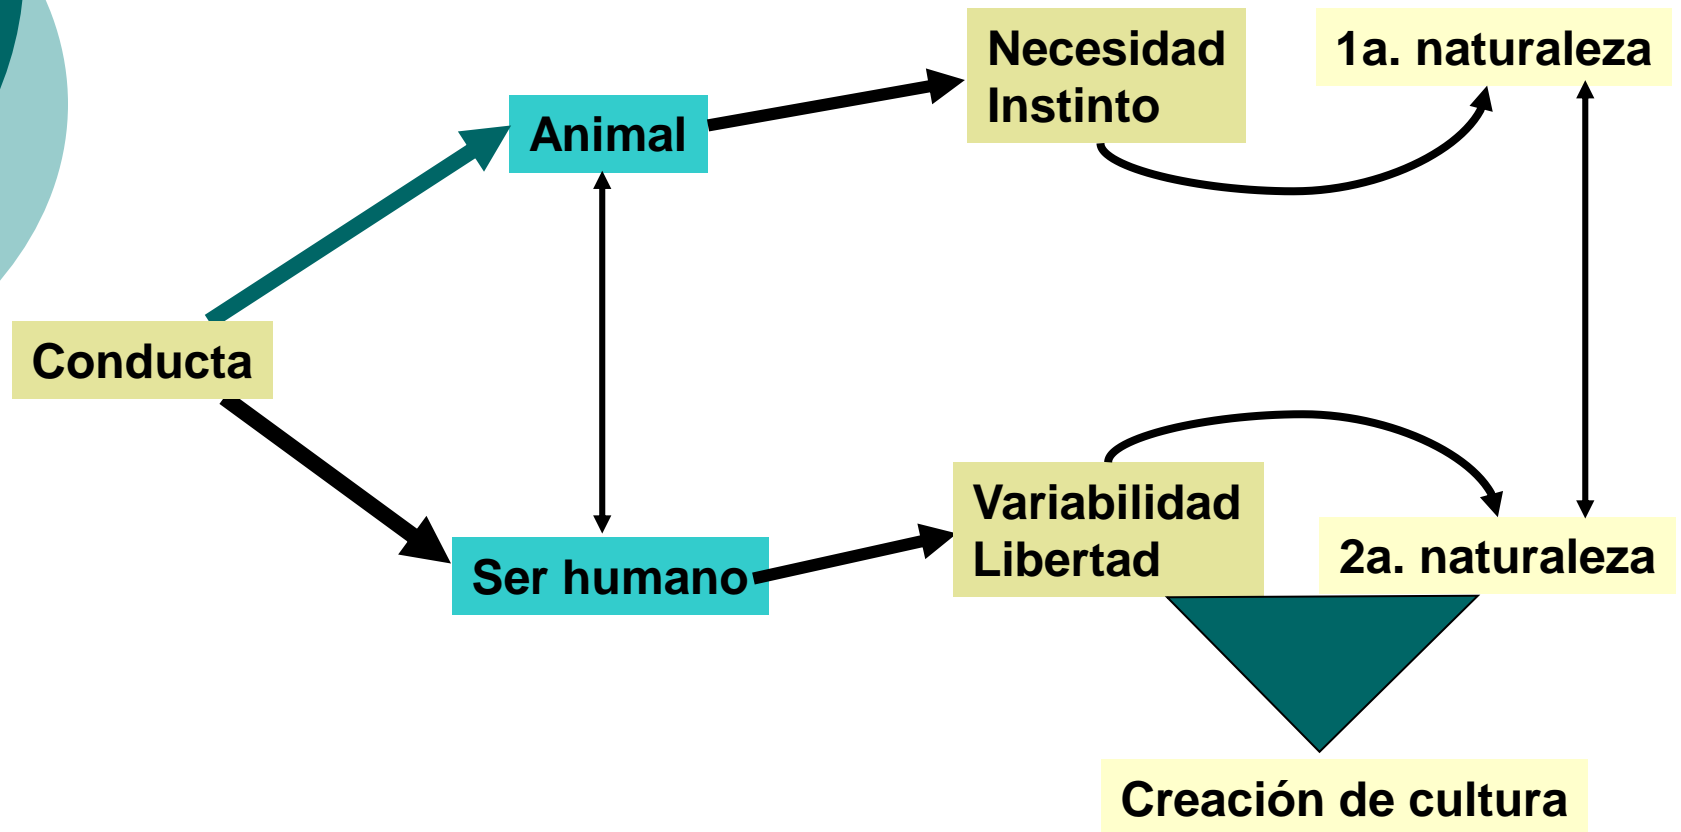 Necesidad
Instinto
1a. naturaleza
Animal
Conducta
Variabilidad
Libertad
2a. naturaleza
Ser humano
Creación de cultura